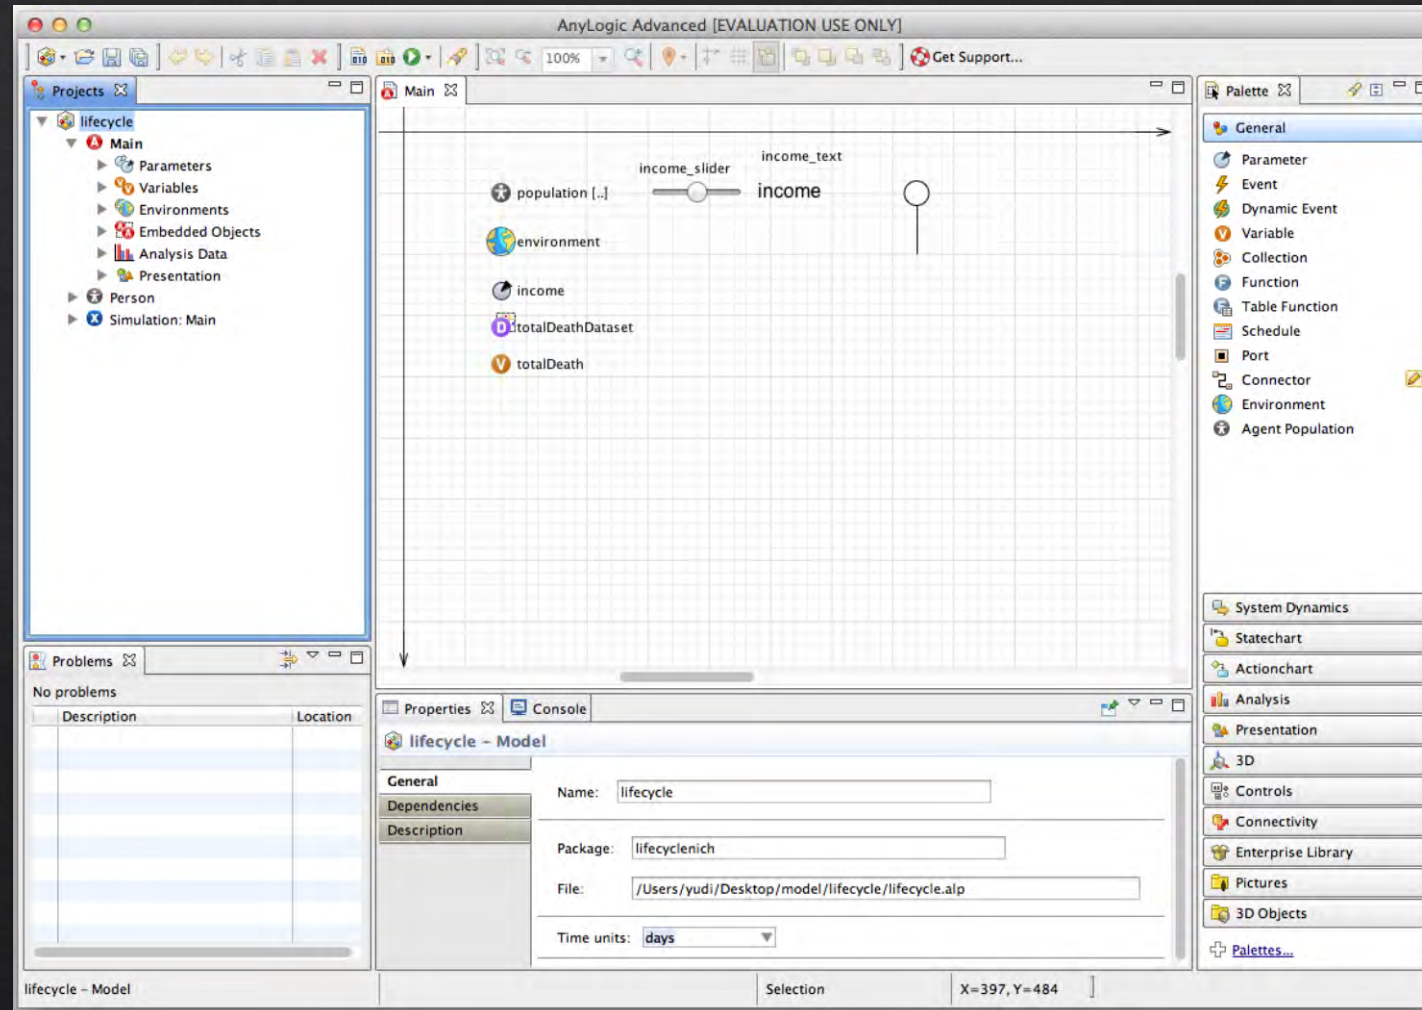 AnyLogic Advanced [EVALUATION USE ONLY]
100%
Get Support...
Projects
lifecycle
Main
Parameters
Variables
Environments
Embedded Objects
Analysis Data
Presentation
Person
Simulation: Main
Problems
No problems
Description
Location
Main
income_text
income_slider
population [..]
income
environment
income
totalDeathDataset
totalDeath
Properties
Console
lifecycle – Model
General
Dependencies
Description
Name:
lifecycle
Package:
lifecyclenich
File:
/Users/yudi/Desktop/model/lifecycle/lifecycle.alp
Time units:
days
Palette
General
Parameter
Event
Dynamic Event
Variable
Collection
Function
Table Function
Schedule
Port
Connector
Environment
Agent Population
System Dynamics
Statechart
Actionchart
Analysis
Presentation
3D
Controls
Connectivity
Enterprise Library
Pictures
3D Objects
Palettes...
lifecycle – Model
Selection
X=397, Y=484